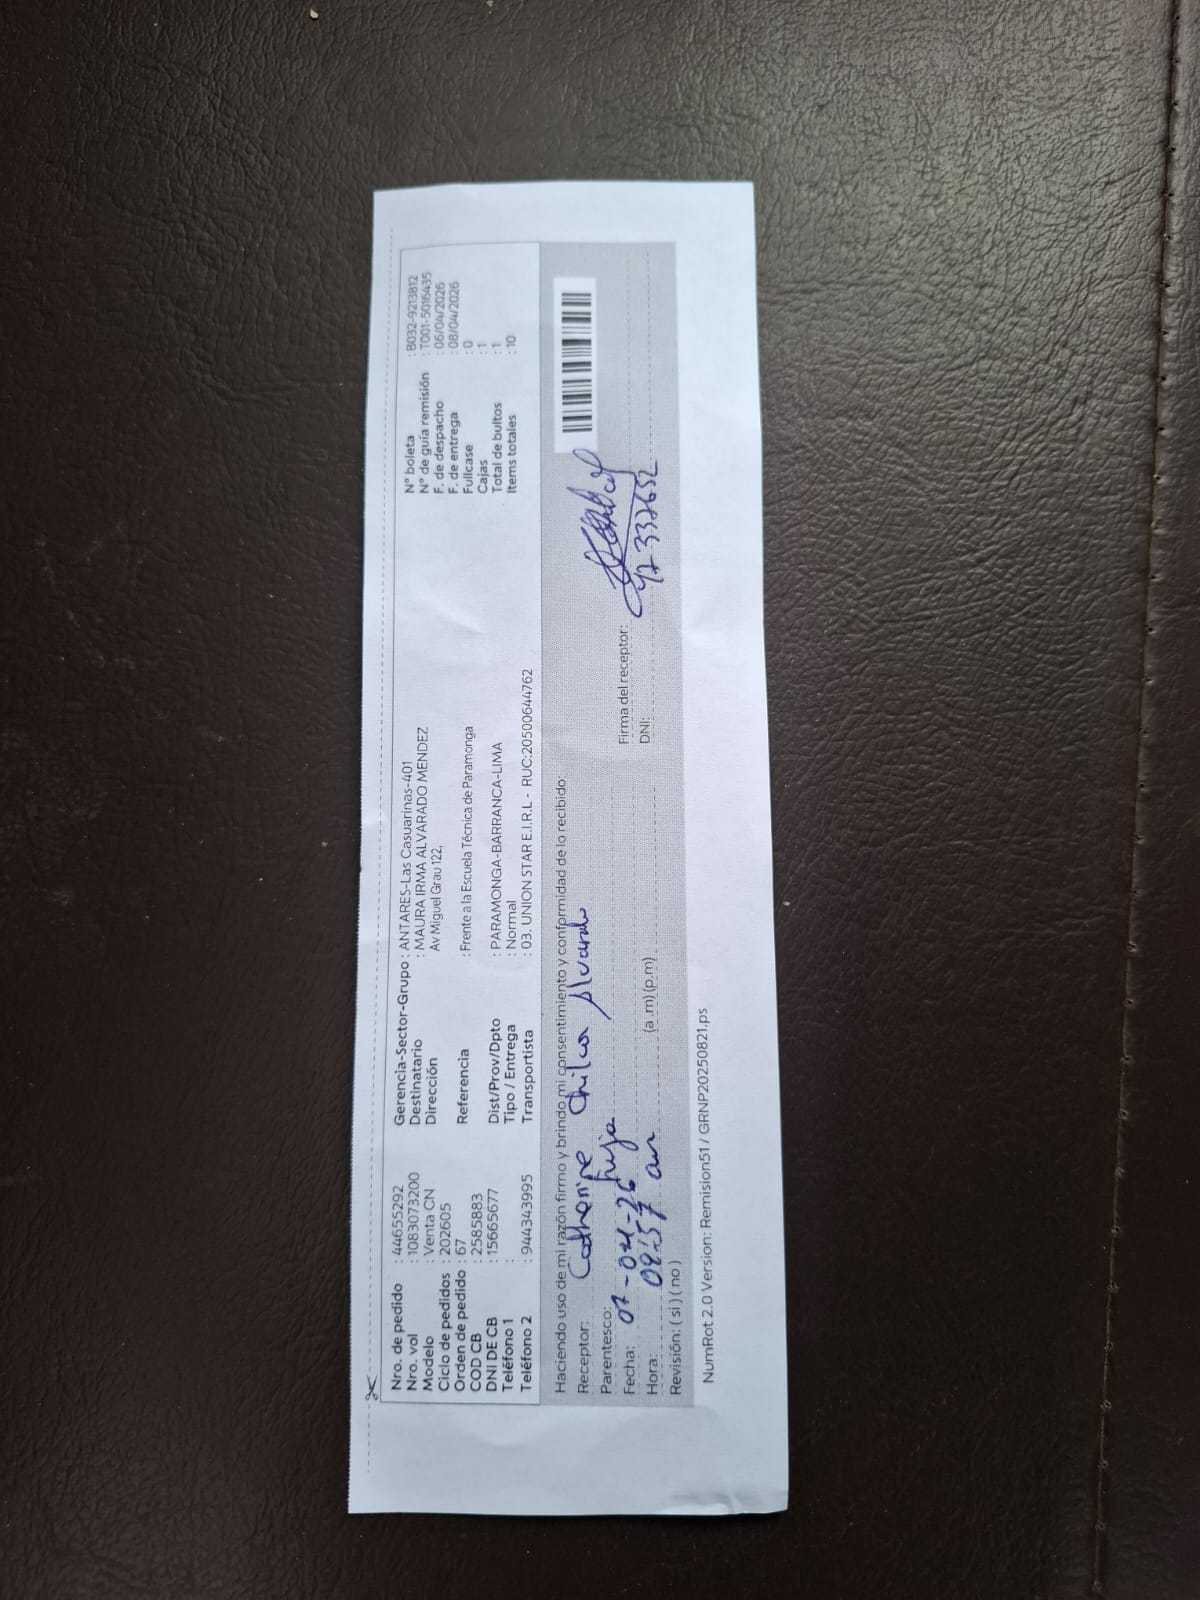 Nro. de pedido : 44655292
Nro. vol : 1083073200
Modelo : Venta CN
Ciclo de pedidos : 202605
Orden de pedido : 67
COD CB : 2585883
DNI DE CB : 15665677
Teléfono 1 :
Teléfono 2 : 944343995
Gerencia-Sector-Grupo : ANTARES-Las Casuarinas-401
Destinatario : MAURA IRMA ALVARADO MENDEZ
Dirección Av Miguel Grau 122,
Referencia : Frente a la Escuela Técnica de Paramonga
Dist/Prov/Dpto : PARAMONGA-BARRANCA-LIMA
Tipo / Entrega : Normal
Transportista : 03. UNION STAR E.I.R.L - RUC:20500644762
N° boleta : B032-9213812
N° de guía remisión : T001-5016435
F. de despacho : 06/04/2026
F. de entrega : 08/04/2026
Fullcase : 0
Cajas : 1
Total de bultos : 1
Items totales : 10
Haciendo uso de mi razón firmo y brindo mi consentimiento y conformidad de lo recibido
Receptor: Catherine Chilca Alvarado
Parentesco: hija
Fecha: 07-04-26
Hora: 08:57 am (a .m) (p.m)
Revisión: ( si ) ( no )
Firma del receptor:
DNI: 42332652
NumRot 2.0 Version: Remision51 / GRNP20250821.ps